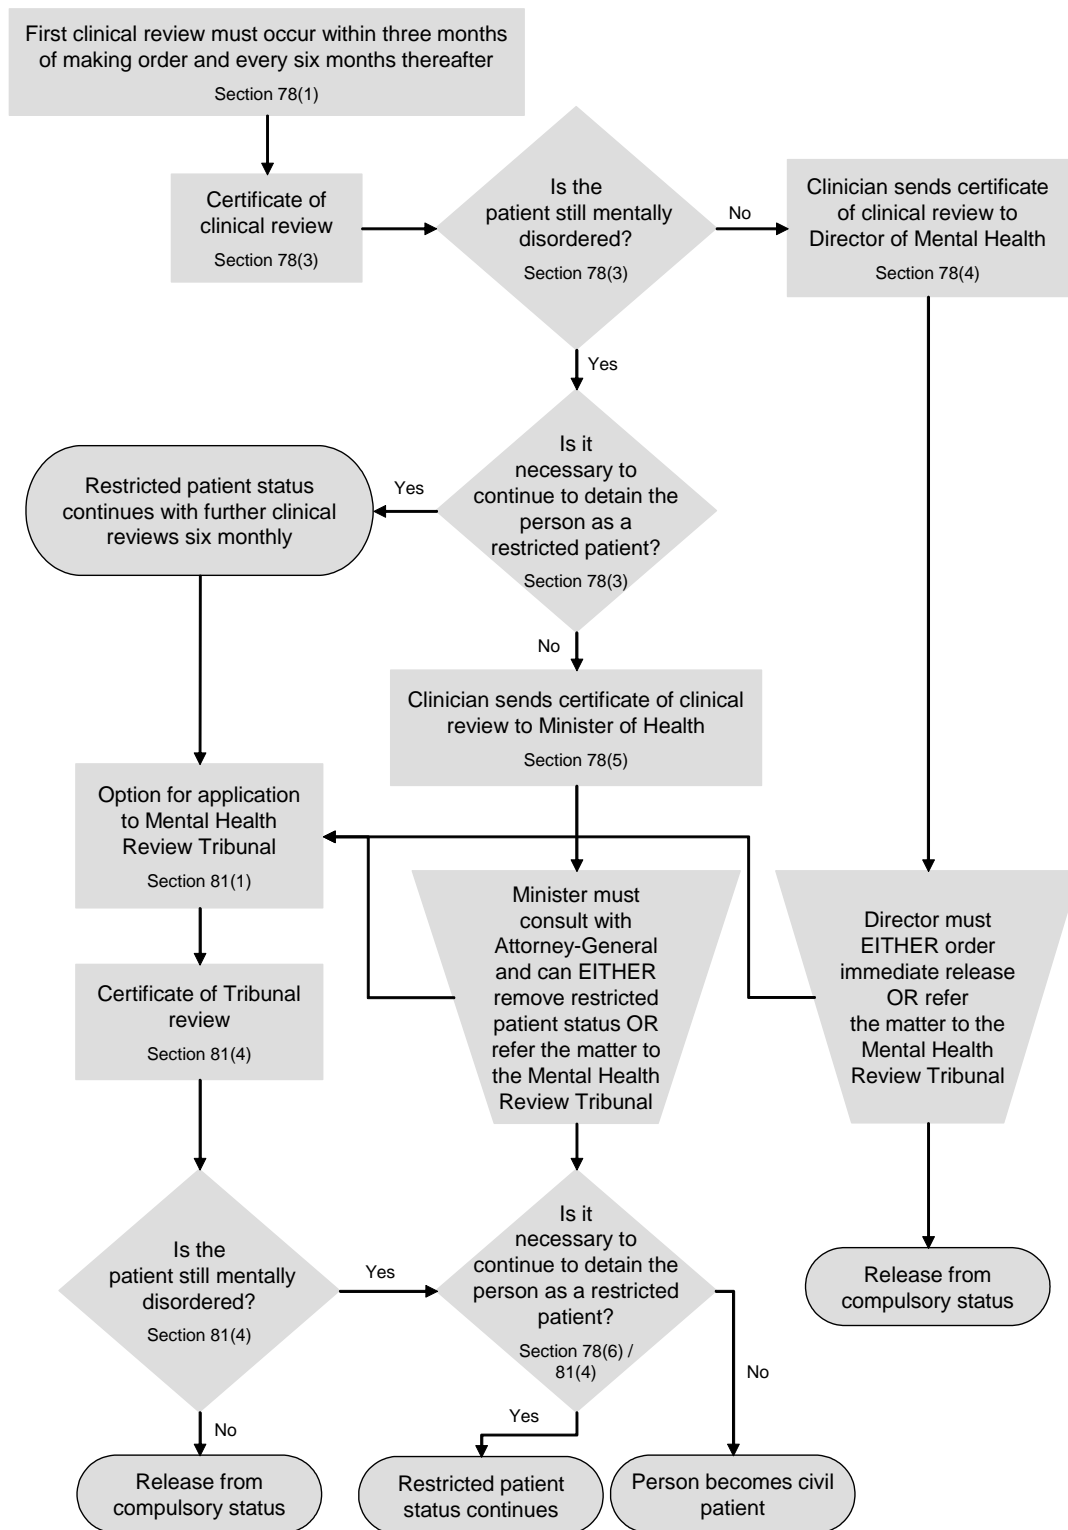 First clinical review must occur within three months
of making order and every six months thereafter
Section 78(1)
Certificate of
clinical review
Section 78(3)
Is the
patient still mentally
disordered?
Section 78(3)
No
Clinician sends certificate
of clinical review to
Director of Mental Health
Section 78(4)
Yes
Is it
necessary to
continue to detain the
person as a
restricted patient?
Section 78(3)
Yes
Restricted patient status
continues with further clinical
reviews six monthly
No
Clinician sends certificate of clinical
review to Minister of Health
Section 78(5)
Option for application
to Mental Health
Review Tribunal
Section 81(1)
Minister must
consult with
Attorney-General
and can EITHER
remove restricted
patient status OR
refer the matter to
the Mental Health
Review Tribunal
Director must
EITHER order
immediate release
OR refer
the matter to the
Mental Health
Review Tribunal
Certificate of Tribunal
review
Section 81(4)
Is the
patient still mentally
disordered?
Section 81(4)
Yes
Is it
necessary to
continue to detain the
person as a restricted
patient?
Section 78(6) /
81(4)
Release from
compulsory status
No
Yes
No
Release from
compulsory status
Restricted patient
status continues
Person becomes civil
patient